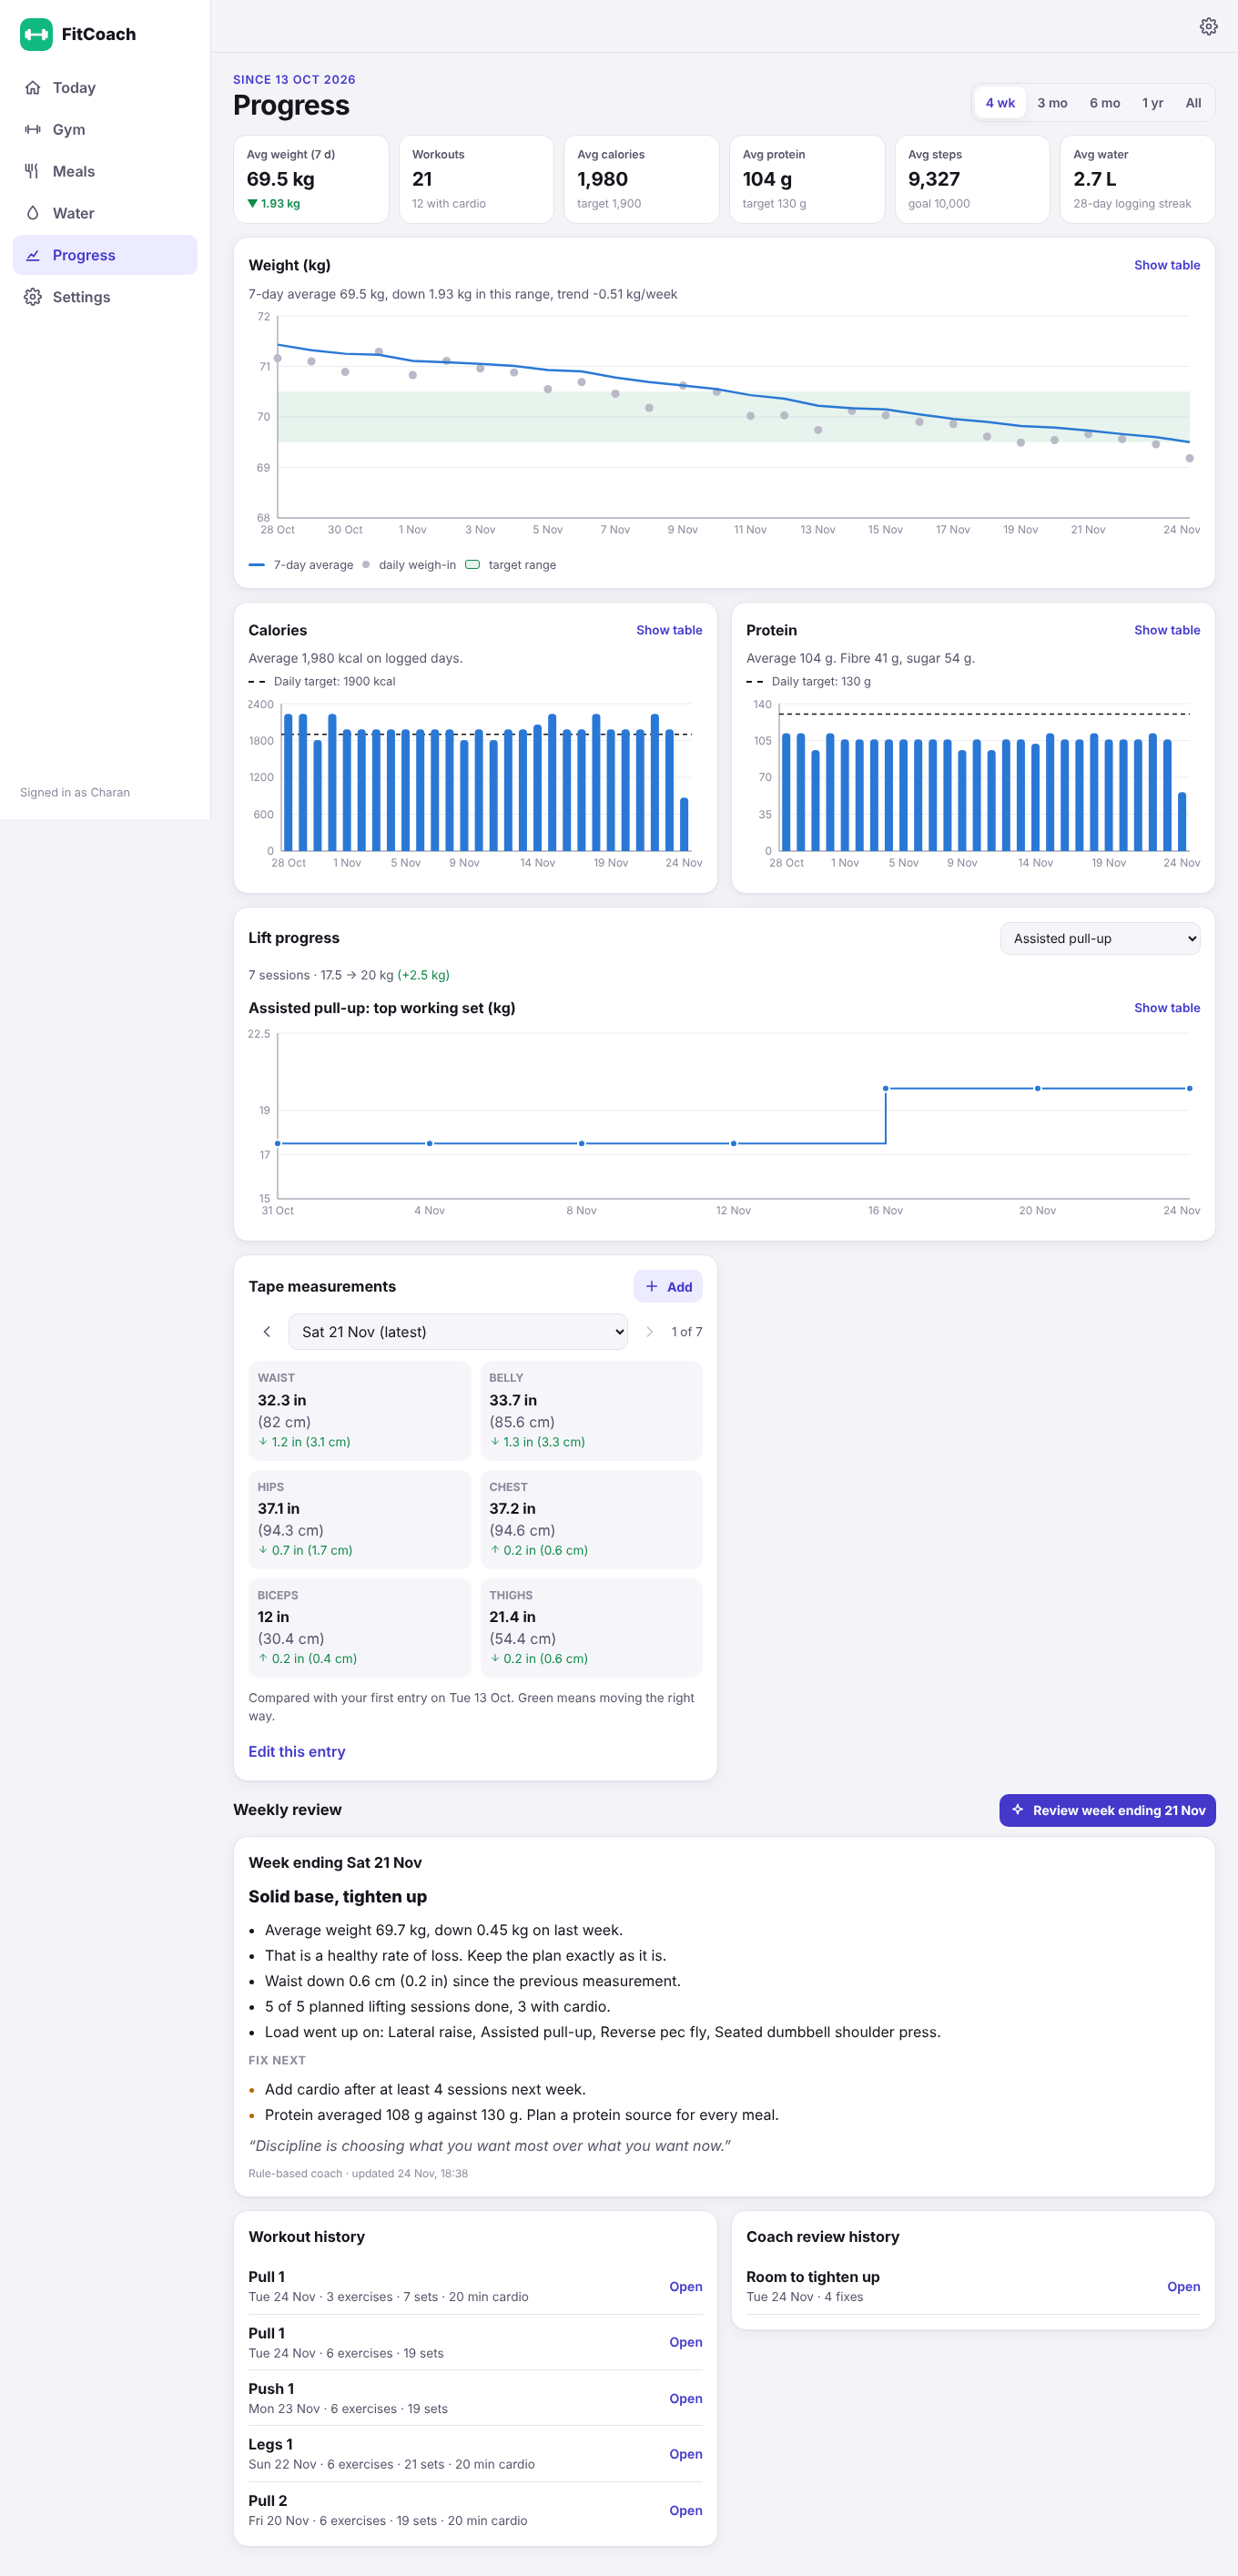 FitCoach
Today
Gym
Meals
Water
Progress
Settings
Signed in as Charan
SINCE 13 OCT 2026
Progress
4 wk 3 mo 6 mo 1 yr All
Avg weight (7 d)
69.5 kg
▼ 1.93 kg
Workouts
21
12 with cardio
Avg calories
1,980
target 1,900
Avg protein
104 g
target 130 g
Avg steps
9,327
goal 10,000
Avg water
2.7 L
28-day logging streak
Weight (kg)
Show table
7-day average 69.5 kg, down 1.93 kg in this range, trend -0.51 kg/week
72
71
70
69
68
28 Oct 30 Oct 1 Nov 3 Nov 5 Nov 7 Nov 9 Nov 11 Nov 13 Nov 15 Nov 17 Nov 19 Nov 21 Nov 24 Nov
7-day average daily weigh-in target range
Calories
Show table
Average 1,980 kcal on logged days.
Daily target: 1900 kcal
2400
1800
1200
600
0
28 Oct 1 Nov 5 Nov 9 Nov 14 Nov 19 Nov 24 Nov
Protein
Show table
Average 104 g. Fibre 41 g, sugar 54 g.
Daily target: 130 g
140
105
70
35
0
28 Oct 1 Nov 5 Nov 9 Nov 14 Nov 19 Nov 24 Nov
Lift progress
Assisted pull-up
7 sessions · 17.5 → 20 kg (+2.5 kg)
Assisted pull-up: top working set (kg)
Show table
22.5
19
17
15
31 Oct 4 Nov 8 Nov 12 Nov 16 Nov 20 Nov 24 Nov
Tape measurements
+ Add
Sat 21 Nov (latest)
1 of 7
WAIST
32.3 in
(82 cm)
↓ 1.2 in (3.1 cm)
BELLY
33.7 in
(85.6 cm)
↓ 1.3 in (3.3 cm)
HIPS
37.1 in
(94.3 cm)
↓ 0.7 in (1.7 cm)
CHEST
37.2 in
(94.6 cm)
↑ 0.2 in (0.6 cm)
BICEPS
12 in
(30.4 cm)
↑ 0.2 in (0.4 cm)
THIGHS
21.4 in
(54.4 cm)
↓ 0.2 in (0.6 cm)
Compared with your first entry on Tue 13 Oct. Green means moving the right
way.
Edit this entry
Weekly review
Review week ending 21 Nov
Week ending Sat 21 Nov
Solid base, tighten up
• Average weight 69.7 kg, down 0.45 kg on last week.
• That is a healthy rate of loss. Keep the plan exactly as it is.
• Waist down 0.6 cm (0.2 in) since the previous measurement.
• 5 of 5 planned lifting sessions done, 3 with cardio.
• Load went up on: Lateral raise, Assisted pull-up, Reverse pec fly, Seated dumbbell shoulder press.
FIX NEXT
• Add cardio after at least 4 sessions next week.
• Protein averaged 108 g against 130 g. Plan a protein source for every meal.
“Discipline is choosing what you want most over what you want now.”
Rule-based coach · updated 24 Nov, 18:38
Workout history
Pull 1
Tue 24 Nov · 3 exercises · 7 sets · 20 min cardio
Open
Pull 1
Tue 24 Nov · 6 exercises · 19 sets
Open
Push 1
Mon 23 Nov · 6 exercises · 19 sets
Open
Legs 1
Sun 22 Nov · 6 exercises · 21 sets · 20 min cardio
Open
Pull 2
Fri 20 Nov · 6 exercises · 19 sets · 20 min cardio
Open
Coach review history
Room to tighten up
Tue 24 Nov · 4 fixes
Open